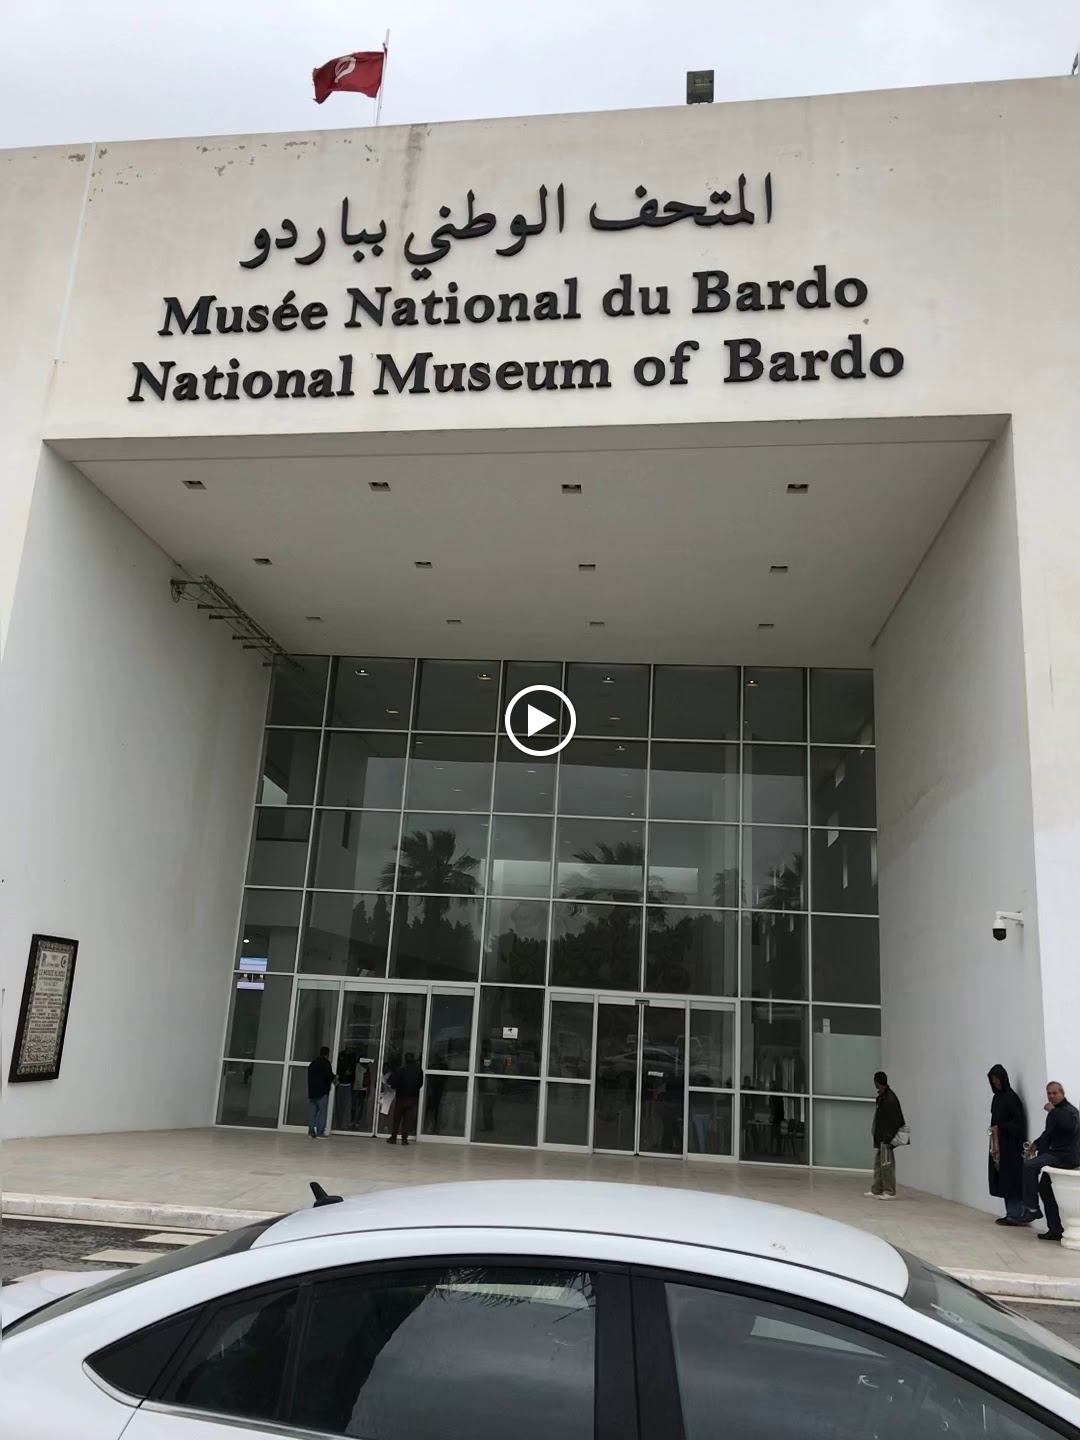 المتحف الوطني بباردو
Musée National du Bardo
National Museum of Bardo